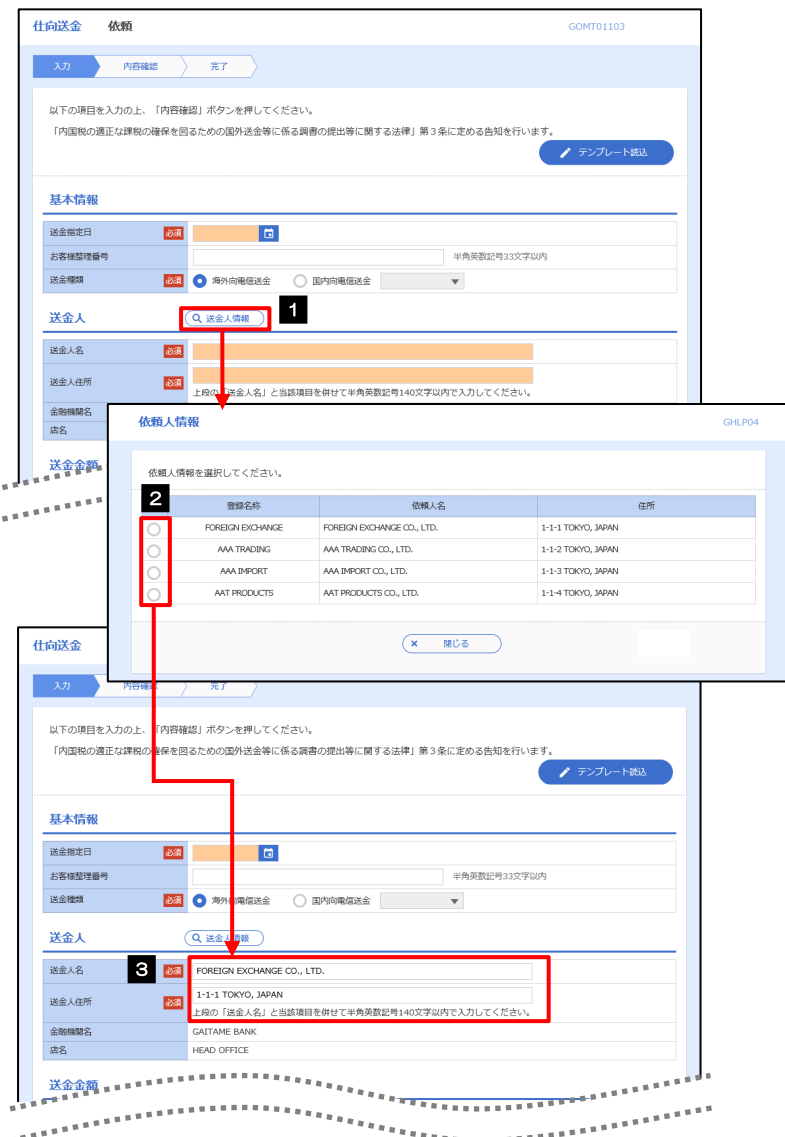 仕向送金 依頼 GOMT01103
入力 内容確認 完了
以下の項目を入力の上、「内容確認」ボタンを押してください。
「内国税の適正な課税の確保を図るための国外送金等に係る調書の提出等に関する法律」第3条に定める告知を行います。
テンプレート読込
基本情報
送金指定日 必須
お客様整理番号 半角英数記号33文字以内
送金種類 必須 海外向電信送金 国内向電信送金
1
送金人 送金人情報
送金人名 必須
送金人住所 必須
上段の「送金人名」と当該項目を併せて半角英数記号140文字以内で入力してください。
金融機関名
店名
送金金額
依頼人情報 GHLP04
依頼人情報を選択してください。
2
登録名称 依頼人名 住所
FOREIGN EXCHANGE FOREIGN EXCHANGE CO., LTD. 1-1-1 TOKYO, JAPAN
AAA TRADING AAA TRADING CO., LTD. 1-1-2 TOKYO, JAPAN
AAA IMPORT AAA IMPORT CO., LTD. 1-1-3 TOKYO, JAPAN
AAT PRODUCTS AAT PRODUCTS CO., LTD. 1-1-4 TOKYO, JAPAN
× 閉じる
仕向送金
入力 内容確認 完了
以下の項目を入力の上、「内容確認」ボタンを押してください。
「内国税の適正な課税の確保を図るための国外送金等に係る調書の提出等に関する法律」第3条に定める告知を行います。
テンプレート読込
基本情報
送金指定日 必須
お客様整理番号 半角英数記号33文字以内
送金種類 必須 海外向電信送金 国内向電信送金
送金人 送金人情報
3
送金人名 必須 FOREIGN EXCHANGE CO., LTD.
送金人住所 必須 1-1-1 TOKYO, JAPAN
上段の「送金人名」と当該項目を併せて半角英数記号140文字以内で入力してください。
金融機関名 GAITAME BANK
店名 HEAD OFFICE
送金金額